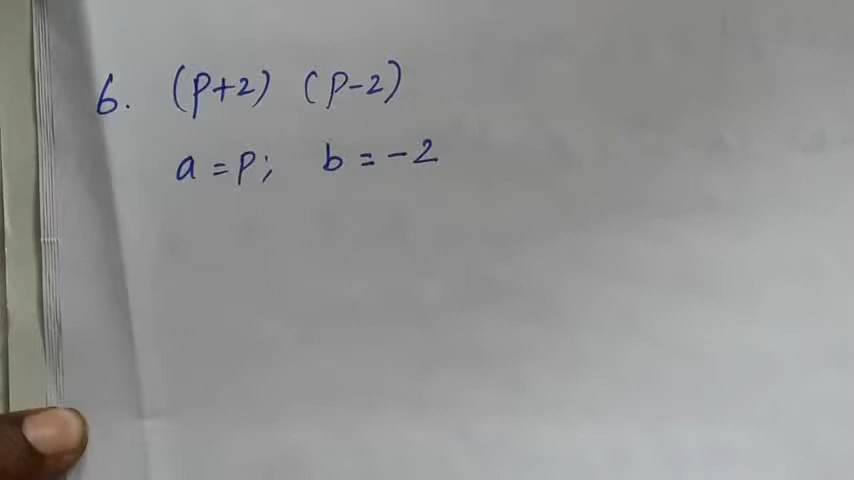 6. (p+2) (p-2)
a = p; b = -2